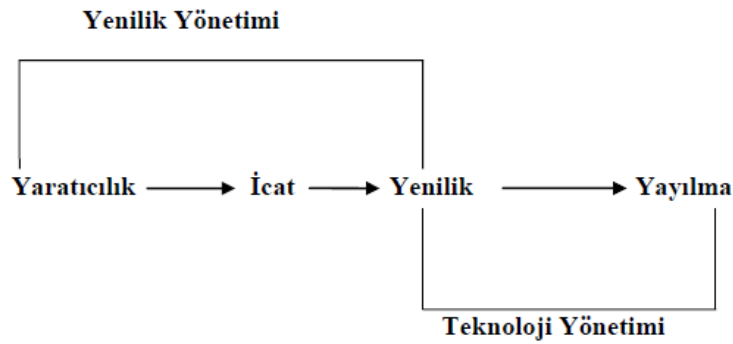 Yenilik Yönetimi
Yaratıcılık İcat Yenilik Yayılma
Teknoloji Yönetimi